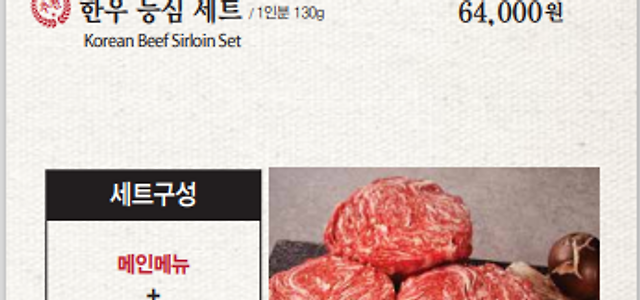 한우 등심 세트 / 1인분 130g 64,000원
Korean Beef Sirloin Set
세트구성
메인메뉴
+